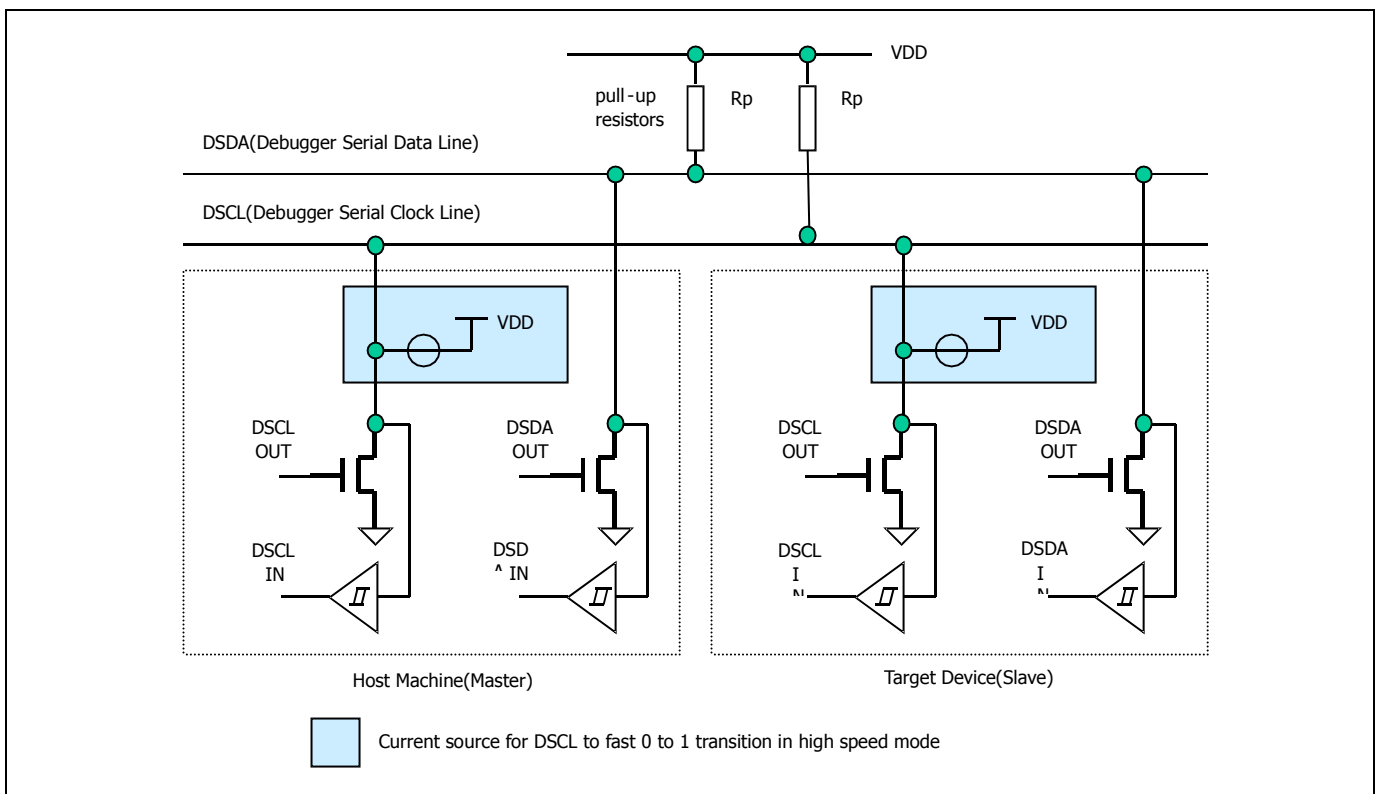 VDD
pull-up
resistors
Rp
Rp
DSDA(Debugger Serial Data Line)
DSCL(Debugger Serial Clock Line)
VDD
VDD
DSCL
OUT
DSDA
OUT
DSCL
OUT
DSDA
OUT
DSCL
IN
DSD
IN
DSCL
I
DSDA
I
Host Machine(Master)
Target Device(Slave)
Current source for DSCL to fast 0 to 1 transition in high speed mode